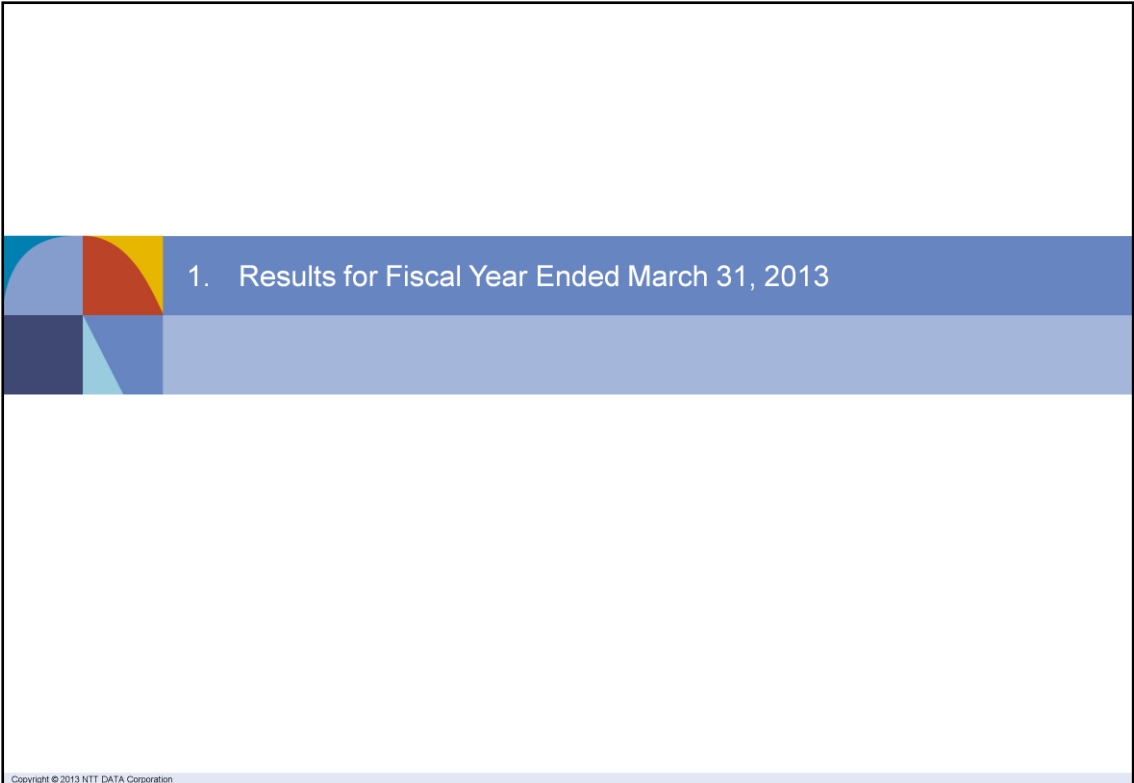 1. Results for Fiscal Year Ended March 31, 2013
Copyright © 2013 NTT DATA Corporation